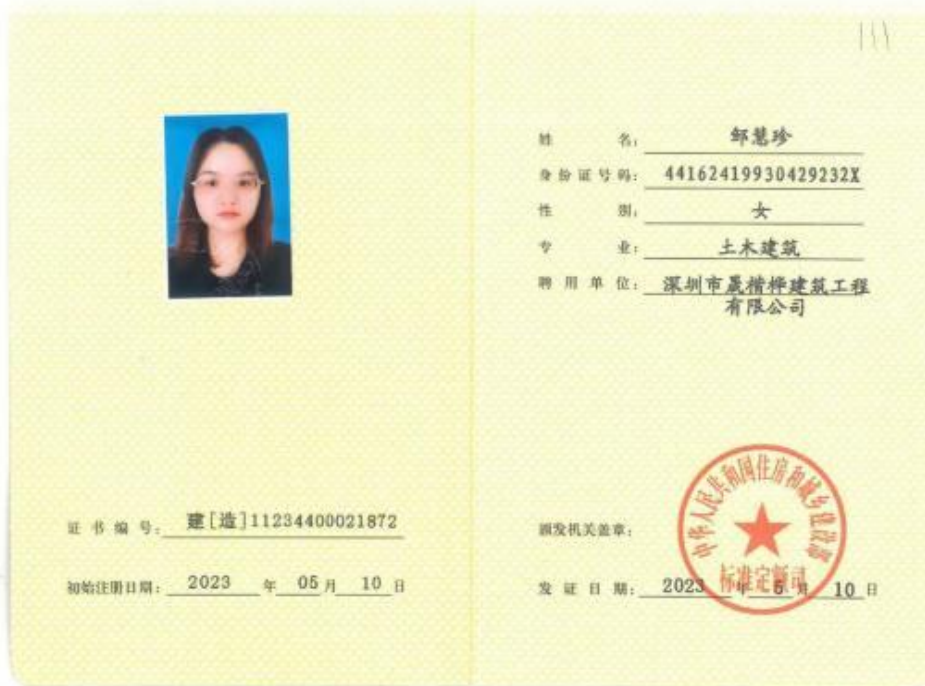 姓 名: 邹慧珍
身份证号码: 44162419930429232X
性 别: 女
专 业: 土木建筑
聘用单位: 深圳市晟楷桦建筑工程
有限公司
证书编号: 建[造]11234400021872
初始注册日期: 2023 年 05 月 10 日
颁发机关盖章:
中华人民共和国住房和城乡建设部
标准定额司
发证日期: 2023 年 5 月 10 日